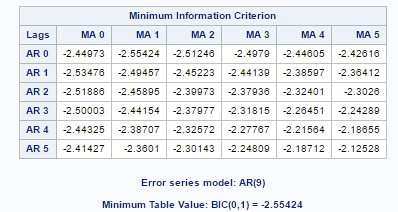 Minimum Information Criterion
Lags MA 0 MA 1 MA 2 MA 3 MA 4 MA 5
AR 0 -2.44973 -2.55424 -2.51246 -2.4979 -2.44605 -2.42616
AR 1 -2.53476 -2.49457 -2.45223 -2.44139 -2.38597 -2.36412
AR 2 -2.51886 -2.45895 -2.39973 -2.37936 -2.32401 -2.3026
AR 3 -2.50003 -2.44154 -2.37977 -2.31815 -2.26451 -2.24289
AR 4 -2.44325 -2.38707 -2.32572 -2.27767 -2.21564 -2.18655
AR 5 -2.41427 -2.3601 -2.30143 -2.24809 -2.18712 -2.12528
Error series model: AR(9)
Minimum Table Value: BIC(0,1) = -2.55424